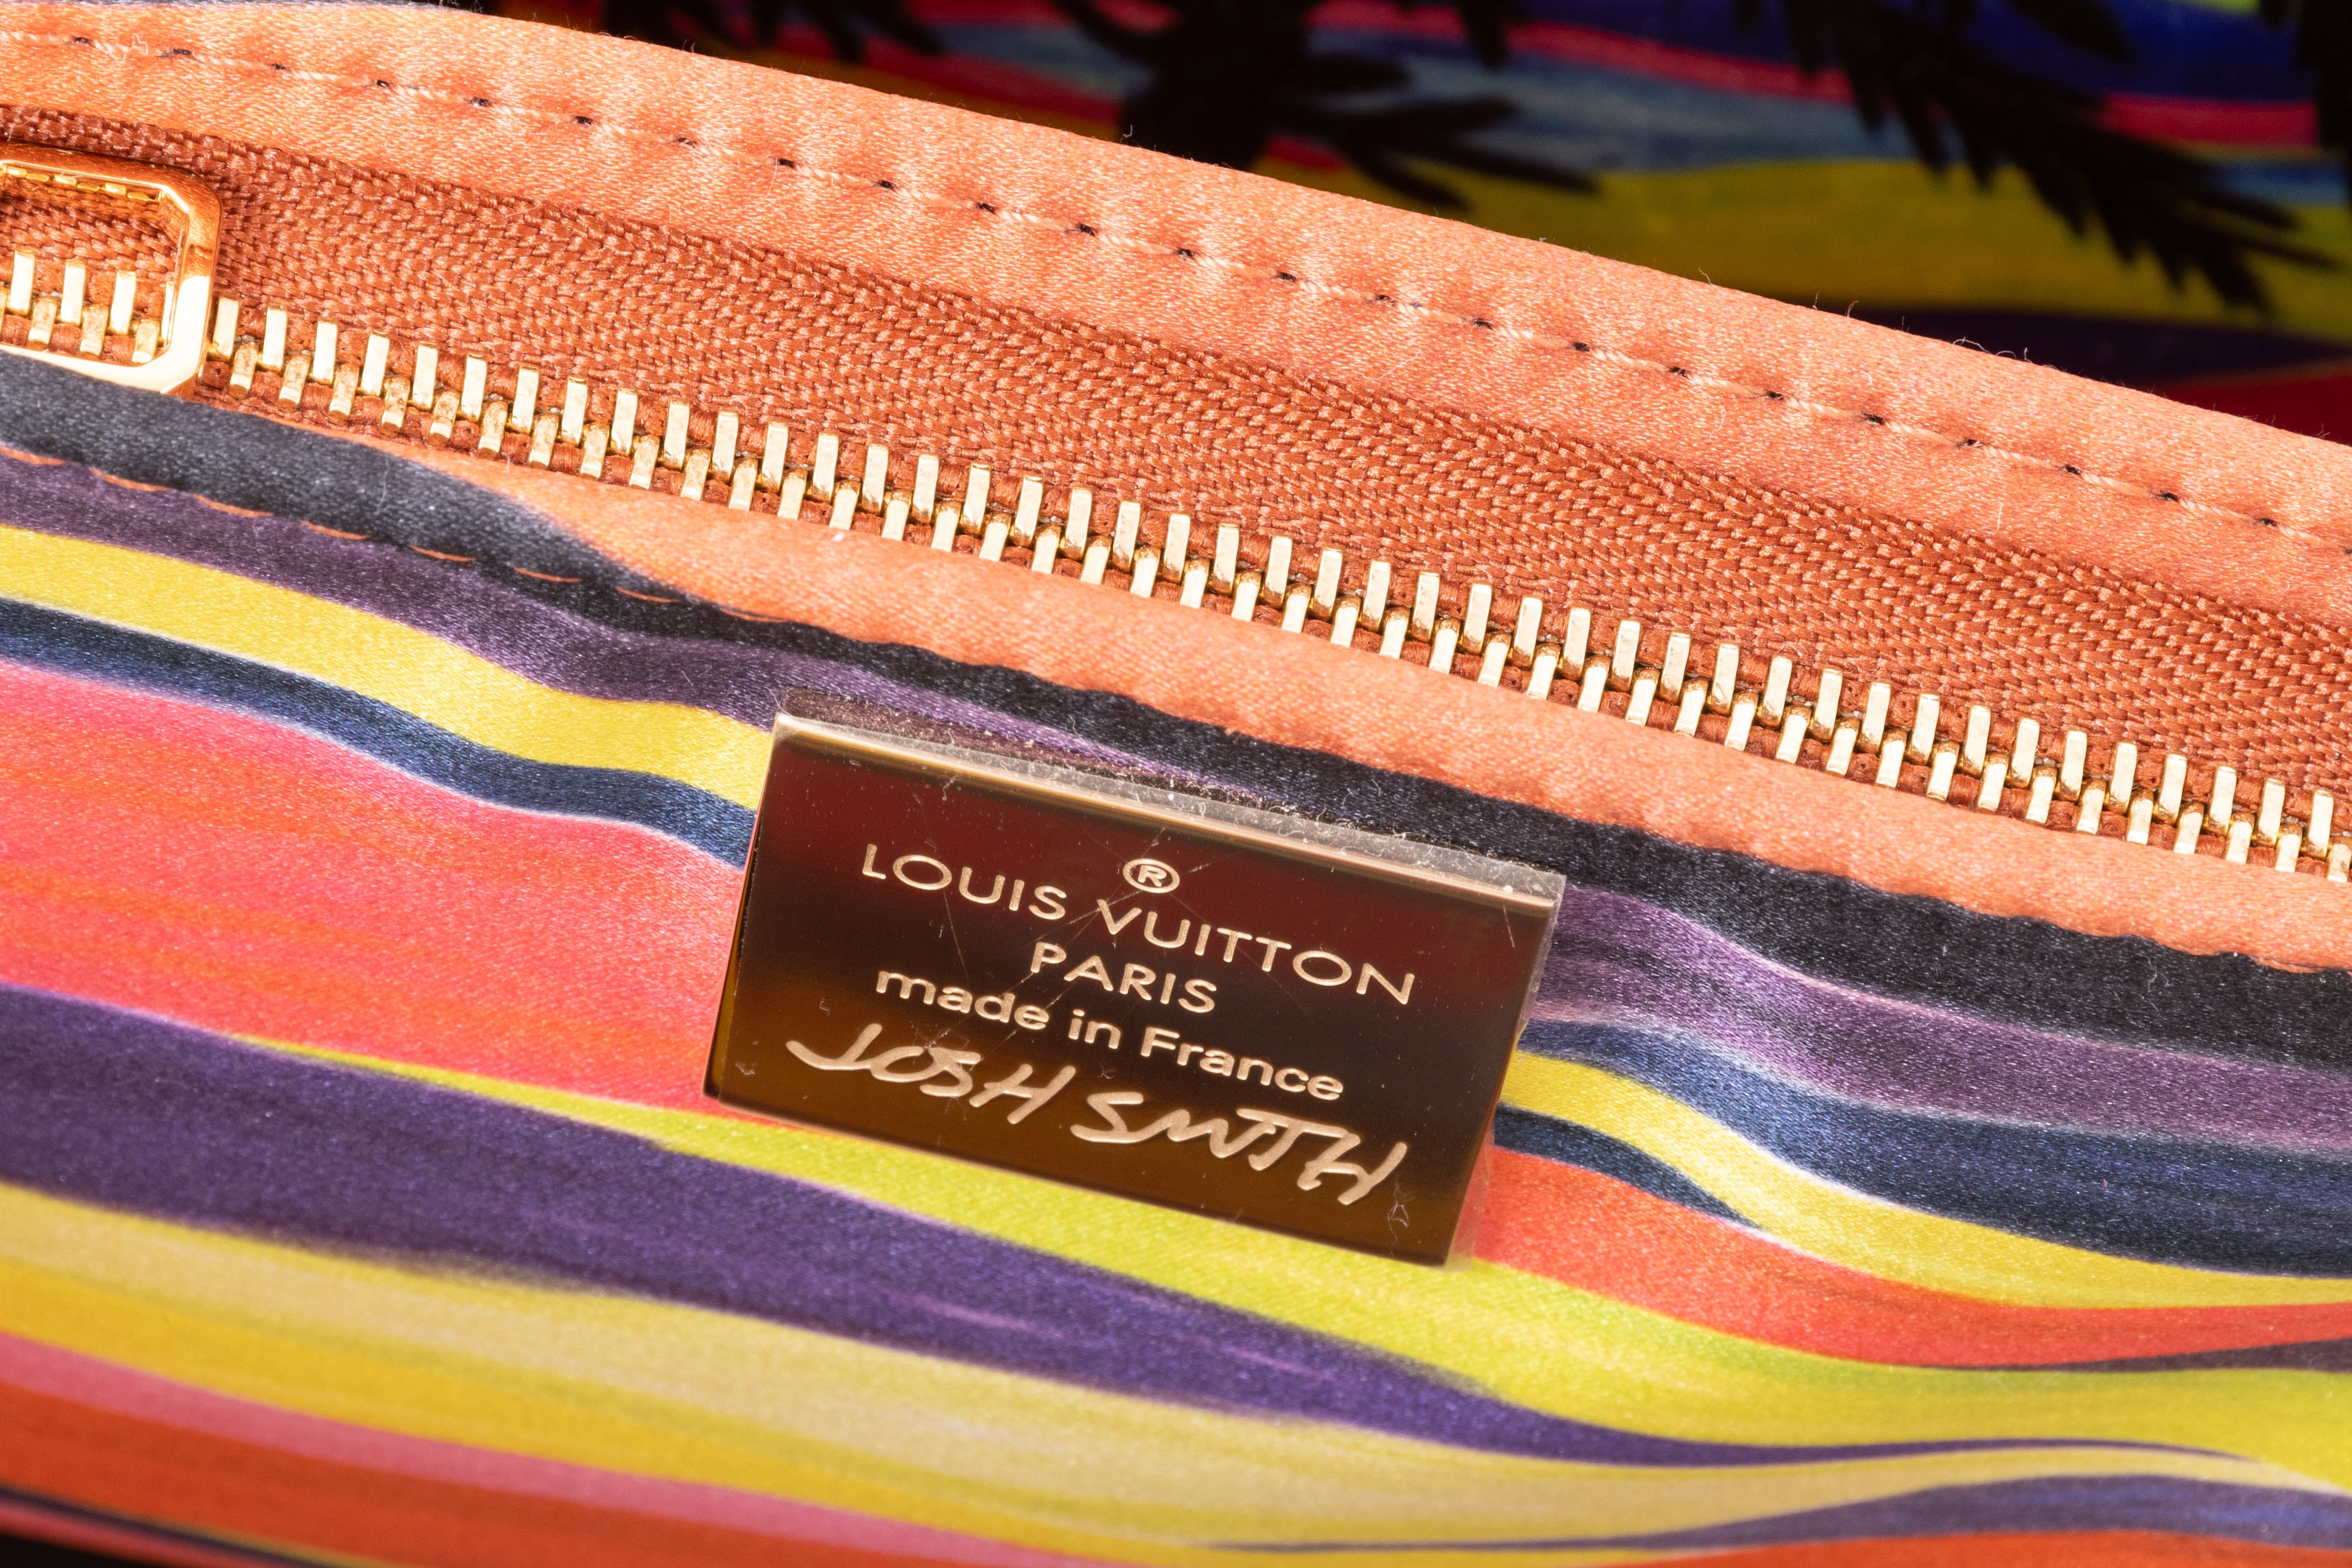 ®
LOUIS VUITTON
PARIS
made in France
JOSH SMITH